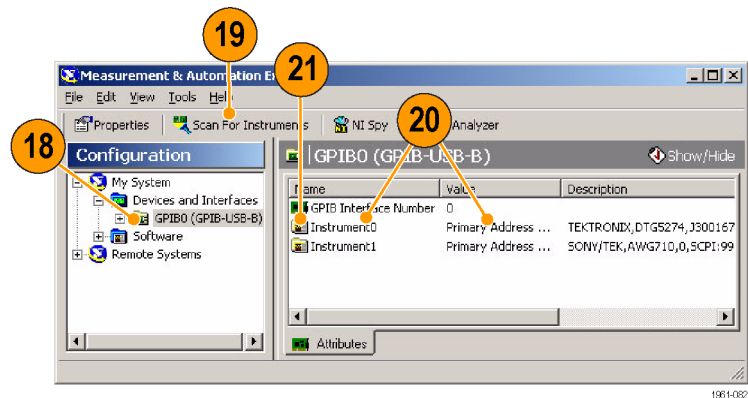 19
Measurement & Automation E
21
File Edit View Tools Help
Properties Scan For Instruments NI Spy Analyzer
20
18
Configuration
GPIB0 (GPIB-USB-B)
Show/Hide
My System
Devices and Interfaces
GPIB0 (GPIB-USB-B)
Software
Remote Systems
Name Value Description
GPIB Interface Number 0
Instrument0 Primary Address ... TEKTRONIX,DTG5274,J300167
Instrument1 Primary Address ... SONY/TEK,AWG710,0,SCPI:99
Attributes
1961-082